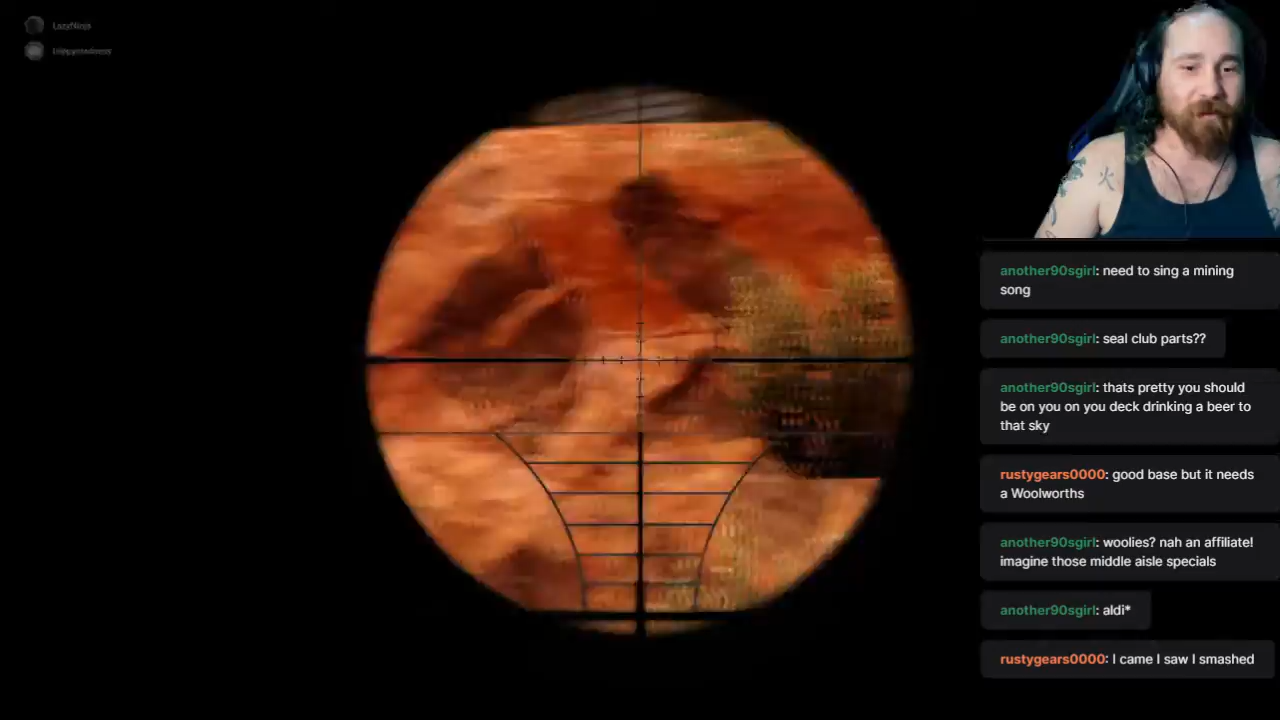 LazyNinja
another90sgirl: need to sing a mining
song
another90sgirl: seal club parts??
another90sgirl: thats pretty you should
be on you on you deck drinking a beer to
that sky
rustygears0000: good base but it needs
a Woolworths
another90sgirl: woolies? nah an affiliate!
imagine those middle aisle specials
another90sgirl: aldi*
rustygears0000: I came I saw I smashed